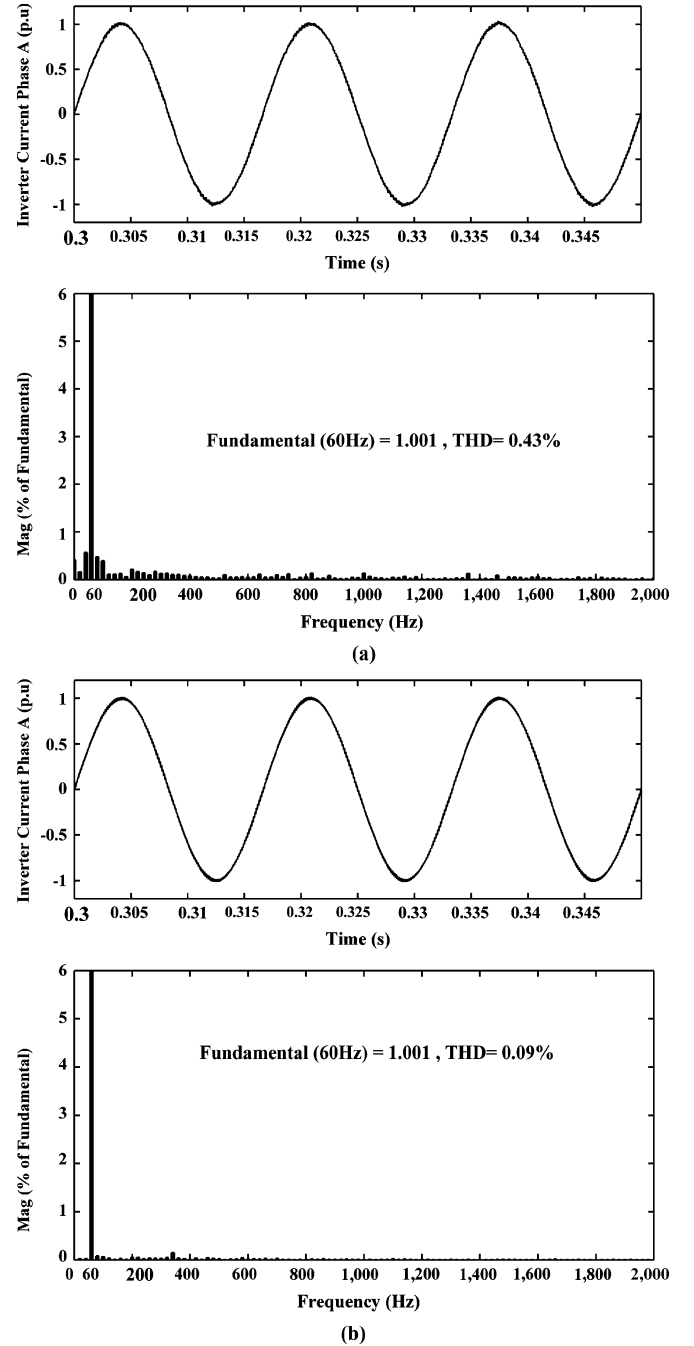 Inverter Current Phase A (p.u)
1
0.5
0
-0.5
-1
0.3 0.305 0.31 0.315 0.32 0.325 0.33 0.335 0.34 0.345
Time (s)
Mag (% of Fundamental)
6
5
4
3
2
1
0
Fundamental (60Hz) = 1.001 , THD= 0.43%
0 60 200 400 600 800 1,000 1,200 1,400 1,600 1,800 2,000
Frequency (Hz)
(a)
Inverter Current Phase A (p.u)
1
0.5
0
-0.5
-1
0.3 0.305 0.31 0.315 0.32 0.325 0.33 0.335 0.34 0.345
Time (s)
Mag (% of Fundamental)
6
5
4
3
2
1
0
Fundamental (60Hz) = 1.001 , THD= 0.09%
0 60 200 400 600 800 1,000 1,200 1,400 1,600 1,800 2,000
Frequency (Hz)
(b)